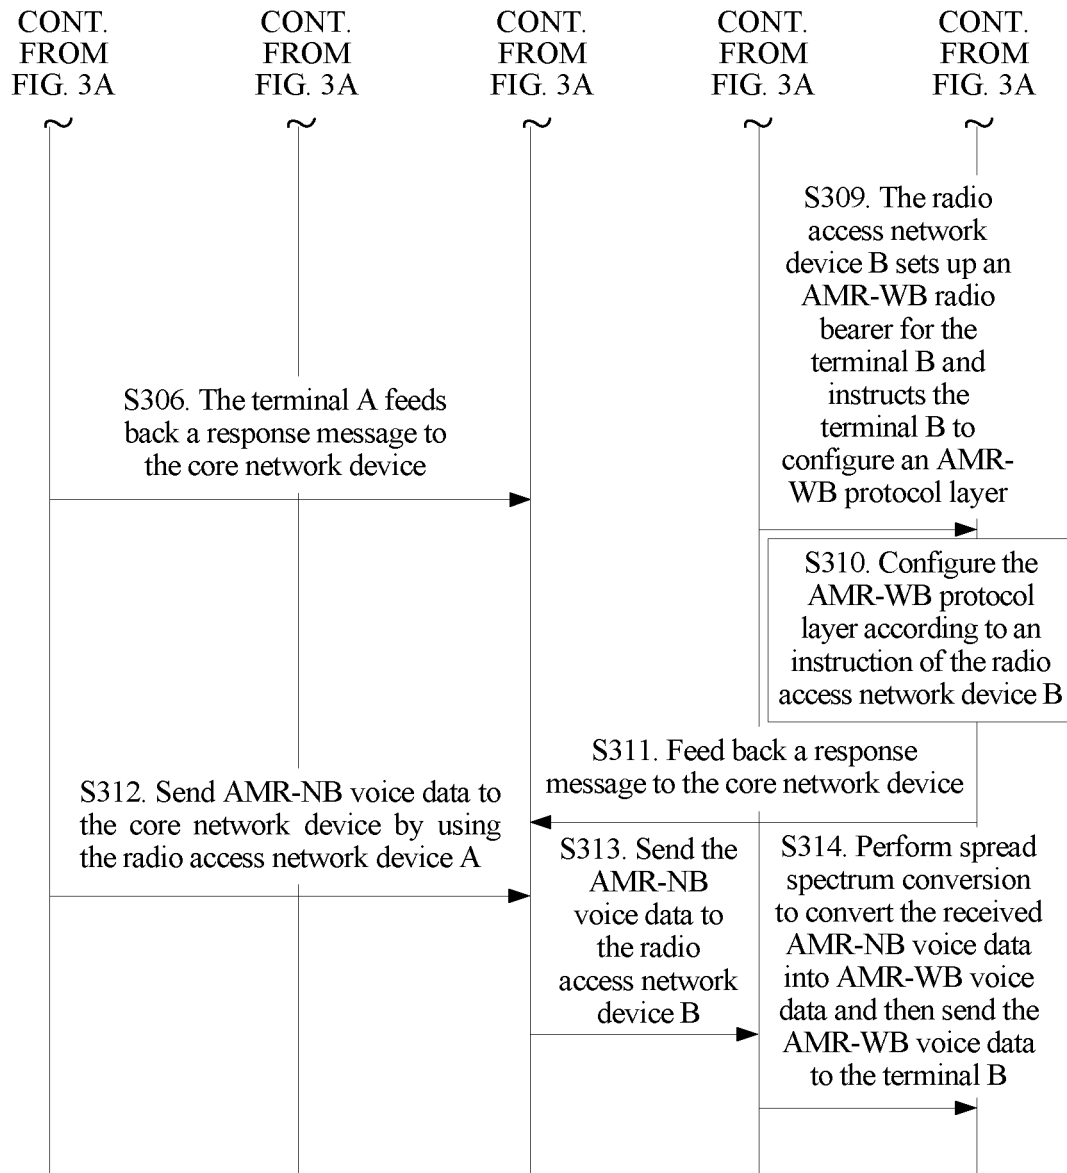 CONT.
FROM
FIG. 3A
CONT.
FROM
FIG. 3A
CONT.
FROM
FIG. 3A
CONT.
FROM
FIG. 3A
CONT.
FROM
FIG. 3A
S309. The radio
access network
device B sets up an
AMR-WB radio
bearer for the
terminal B and
instructs the
terminal B to
configure an AMR-
WB protocol layer
S306. The terminal A feeds
back a response message to
the core network device
S310. Configure the
AMR-WB protocol
layer according to an
instruction of the radio
access network device B
S311. Feed back a response
message to the core network device
S312. Send AMR-NB voice data to
the core network device by using
the radio access network device A
S313. Send the
AMR-NB
voice data to
the radio
access network
device B
S314. Perform spread
spectrum conversion
to convert the received
AMR-NB voice data
into AMR-WB voice
data and then send the
AMR-WB voice data
to the terminal B